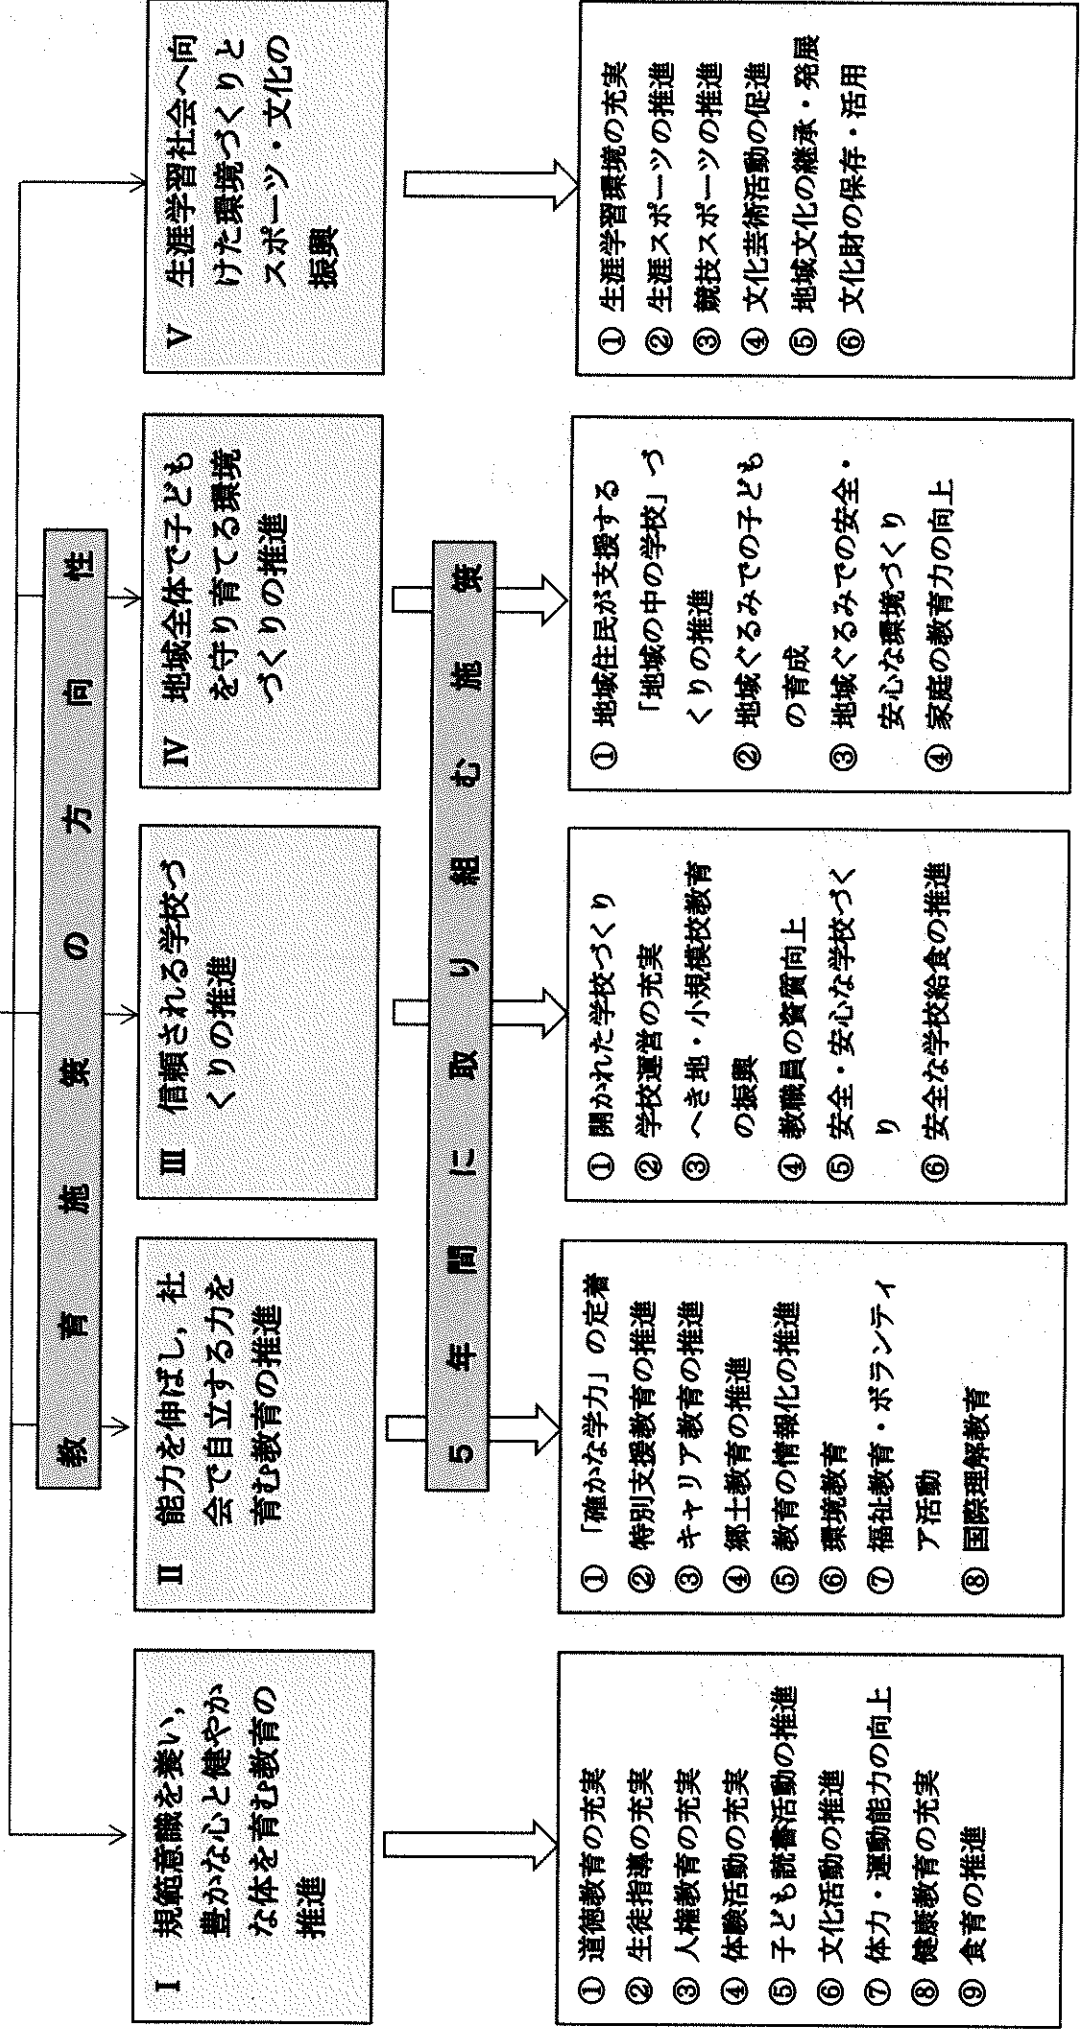 教育施策の方向性
Ⅰ 規範意識を養い，
豊かな心と健やか
な体を育む教育の
推進
Ⅱ 能力を伸ばし，社
会で自立する力を
育む教育の推進
Ⅲ 信頼される学校づ
くりの推進
Ⅳ 地域全体で子ども
を守り育てる環境
づくりの推進
Ⅴ 生涯学習社会へ向
けた環境づくりと
スポーツ・文化の
振興
５年間に取り組む施策
① 道徳教育の充実
② 生徒指導の充実
③ 人権教育の充実
④ 体験活動の充実
⑤ 子ども読書活動の推進
⑥ 文化活動の推進
⑦ 体力・運動能力の向上
⑧ 健康教育の充実
⑨ 食育の推進
① 「確かな学力」の定着
② 特別支援教育の推進
③ キャリア教育の推進
④ 郷土教育の推進
⑤ 教育の情報化の推進
⑥ 環境教育
⑦ 福祉教育・ボランティ
ア活動
⑧ 国際理解教育
① 開かれた学校づくり
② 学校運営の充実
③ へき地・小規模校教育
の振興
④ 教職員の資質向上
⑤ 安全・安心な学校づく
り
⑥ 安全な学校給食の推進
① 地域住民が支援する
「地域の中の学校」づ
くりの推進
② 地域ぐるみでの子ども
の育成
③ 地域ぐるみでの安全・
安心な環境づくり
④ 家庭の教育力の向上
① 生涯学習環境の充実
② 生涯スポーツの推進
③ 競技スポーツの推進
④ 文化芸術活動の促進
⑤ 地域文化の継承・発展
⑥ 文化財の保存・活用